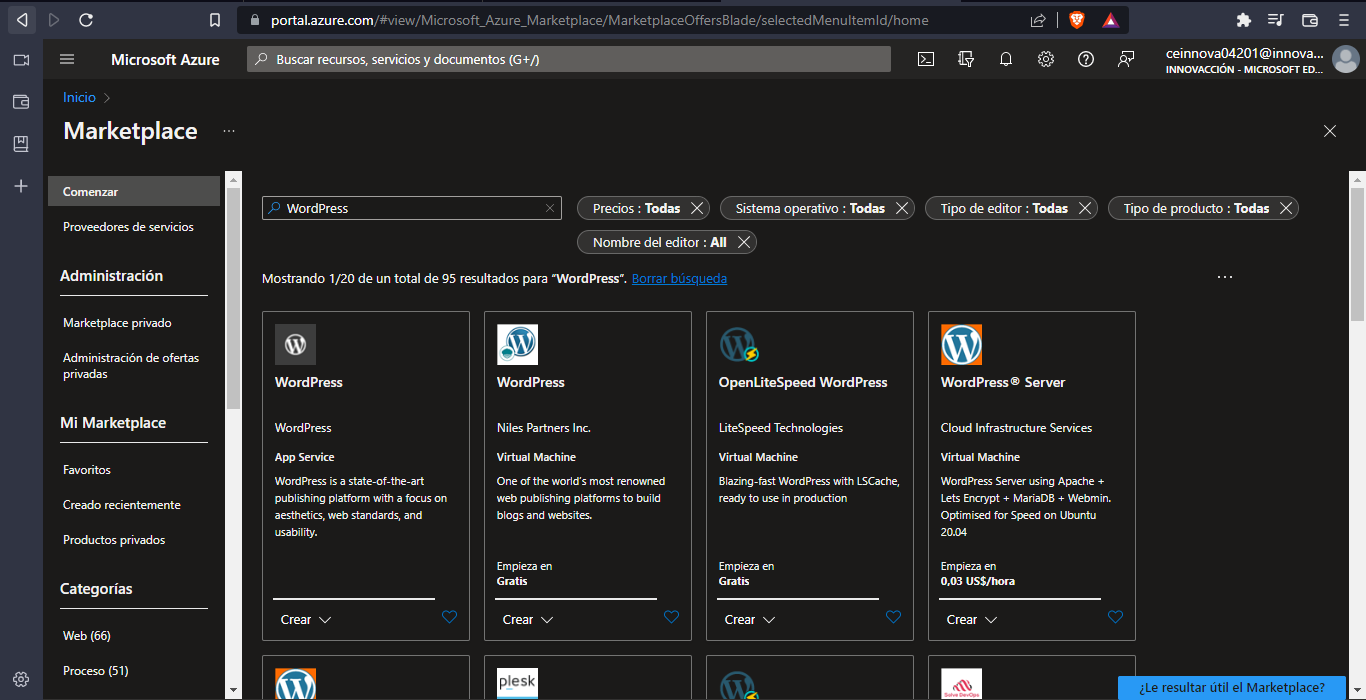 portal.azure.com/#view/Microsoft_Azure_Marketplace/MarketplaceOffersBlade/selectedMenuItemId/home
Microsoft Azure
Buscar recursos, servicios y documentos (G+/)
ceinnova04201@innova...
INNOVACCIÓN - MICROSOFT ED...
Inicio
Marketplace
...
Comenzar
Proveedores de servicios
Administración
Marketplace privado
Administración de ofertas
privadas
Mi Marketplace
Favoritos
Creado recientemente
Productos privados
Categorías
Web (66)
Proceso (51)
WordPress
Precios : Todas
Sistema operativo : Todas
Tipo de editor : Todas
Tipo de producto : Todas
Nombre del editor : All
Mostrando 1/20 de un total de 95 resultados para “WordPress”. Borrar búsqueda
...
WordPress
WordPress
App Service
WordPress is a state-of-the-art
publishing platform with a focus on
aesthetics, web standards, and
usability.
Crear
WordPress
Niles Partners Inc.
Virtual Machine
One of the world's most renowned
web publishing platforms to build
blogs and websites.
Empieza en
Gratis
Crear
OpenLiteSpeed WordPress
LiteSpeed Technologies
Virtual Machine
Blazing-fast WordPress with LSCache,
ready to use in production
Empieza en
Gratis
Crear
WordPress® Server
Cloud Infrastructure Services
Virtual Machine
WordPress Server using Apache +
Lets Encrypt + MariaDB + Webmin.
Optimised for Speed on Ubuntu
20.04
Empieza en
0,03 US$/hora
Crear
plesk
Solve DevOps
¿Le resultar útil el Marketplace?